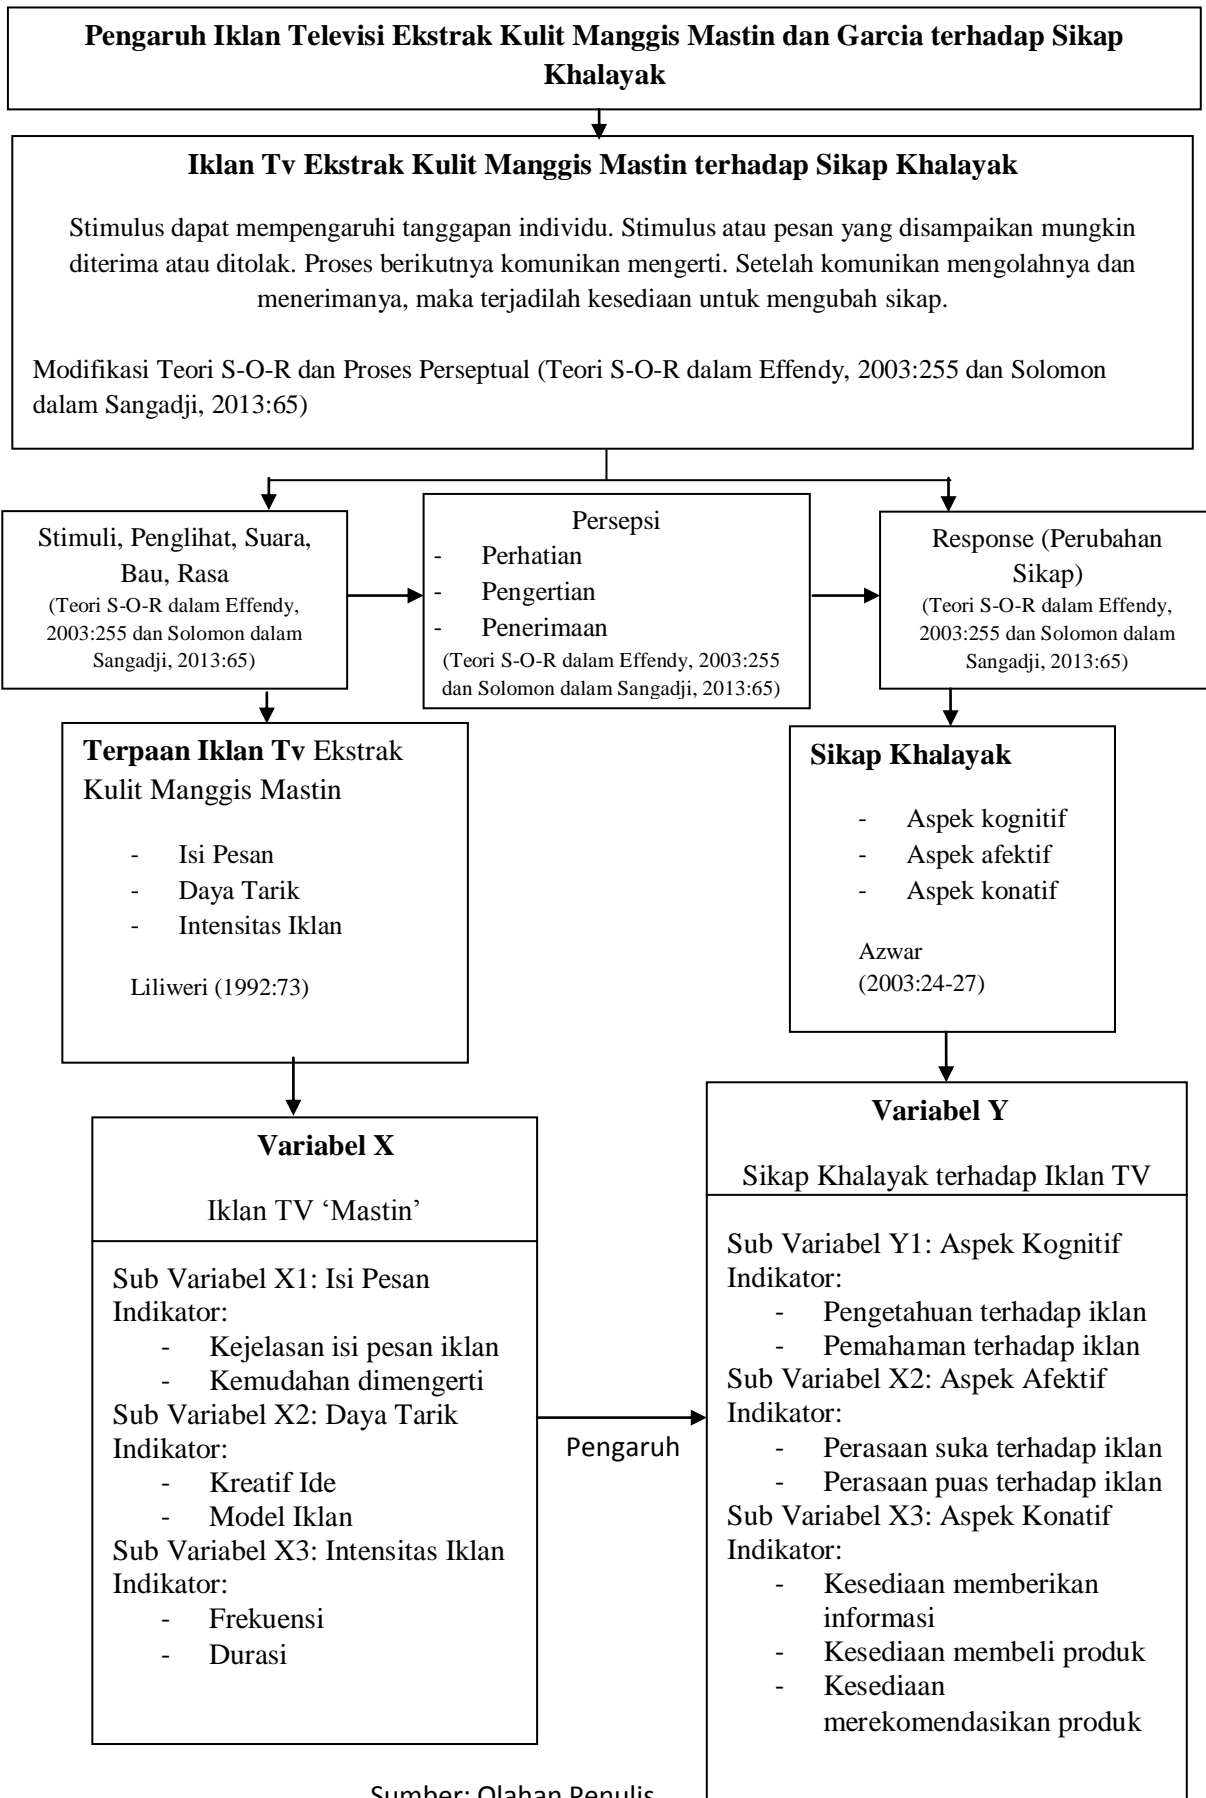 Pengaruh Iklan Televisi Ekstrak Kulit Manggis Mastin dan Garcia terhadap Sikap
Khalayak
Iklan Tv Ekstrak Kulit Manggis Mastin terhadap Sikap Khalayak
Stimulus dapat mempengaruhi tanggapan individu. Stimulus atau pesan yang disampaikan mungkin
diterima atau ditolak. Proses berikutnya komunikan mengerti. Setelah komunikan mengolahnya dan
menerimanya, maka terjadilah kesediaan untuk mengubah sikap.
Modifikasi Teori S-O-R dan Proses Perseptual (Teori S-O-R dalam Effendy, 2003:255 dan Solomon
dalam Sangadji, 2013:65)
Stimuli, Penglihat, Suara,
Bau, Rasa
(Teori S-O-R dalam Effendy,
2003:255 dan Solomon dalam
Sangadji, 2013:65)
Persepsi
- Perhatian
- Pengertian
- Penerimaan
(Teori S-O-R dalam Effendy, 2003:255
dan Solomon dalam Sangadji, 2013:65)
Response (Perubahan
Sikap)
(Teori S-O-R dalam Effendy,
2003:255 dan Solomon dalam
Sangadji, 2013:65)
Terpaan Iklan Tv Ekstrak
Kulit Manggis Mastin
- Isi Pesan
- Daya Tarik
- Intensitas Iklan
Liliweri (1992:73)
Sikap Khalayak
- Aspek kognitif
- Aspek afektif
- Aspek konatif
Azwar
(2003:24-27)
Variabel X
Iklan TV ‘Mastin’
Sub Variabel X1: Isi Pesan
Indikator:
- Kejelasan isi pesan iklan
- Kemudahan dimengerti
Sub Variabel X2: Daya Tarik
Indikator:
- Kreatif Ide
- Model Iklan
Sub Variabel X3: Intensitas Iklan
Indikator:
- Frekuensi
- Durasi
Pengaruh
Variabel Y
Sikap Khalayak terhadap Iklan TV
Sub Variabel Y1: Aspek Kognitif
Indikator:
- Pengetahuan terhadap iklan
- Pemahaman terhadap iklan
Sub Variabel X2: Aspek Afektif
Indikator:
- Perasaan suka terhadap iklan
- Perasaan puas terhadap iklan
Sub Variabel X3: Aspek Konatif
Indikator:
- Kesediaan memberikan
informasi
- Kesediaan membeli produk
- Kesediaan
merekomendasikan produk
Sumber: Olahan Penulis